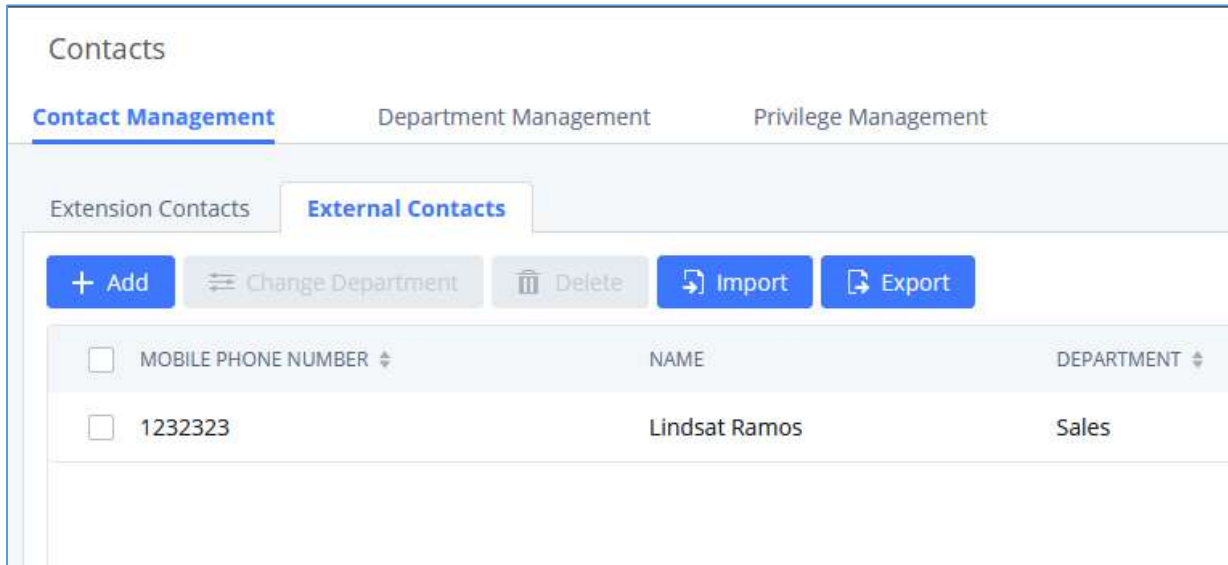 Contacts
Contact Management Department Management Privilege Management
Extension Contacts External Contacts
Add Change Department Delete Import Export
MOBILE PHONE NUMBER NAME DEPARTMENT
1232323 Lindsat Ramos Sales